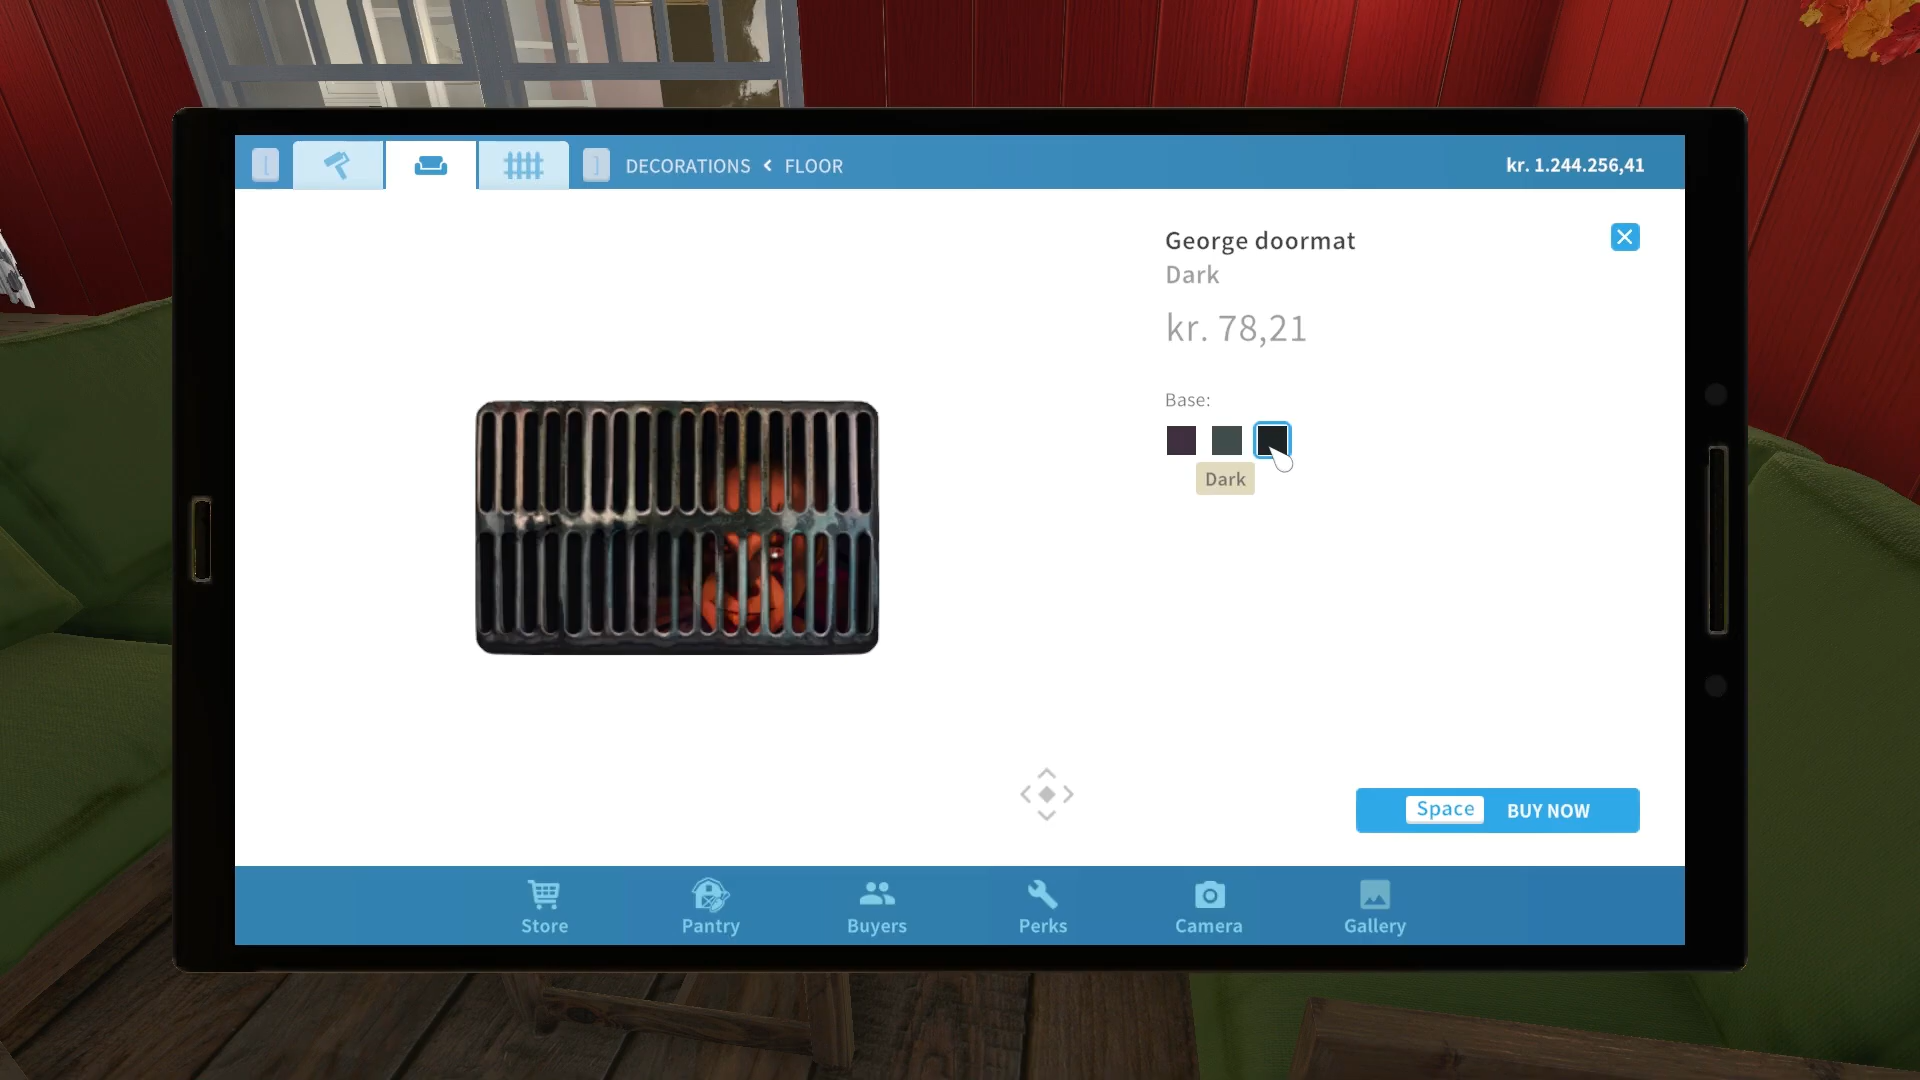 [
]
DECORATIONS < FLOOR
kr. 1.244.256,41
George doormat
Dark
kr. 78,21
Base:
Dark
Space BUY NOW
Store
Pantry
Buyers
Perks
Camera
Gallery